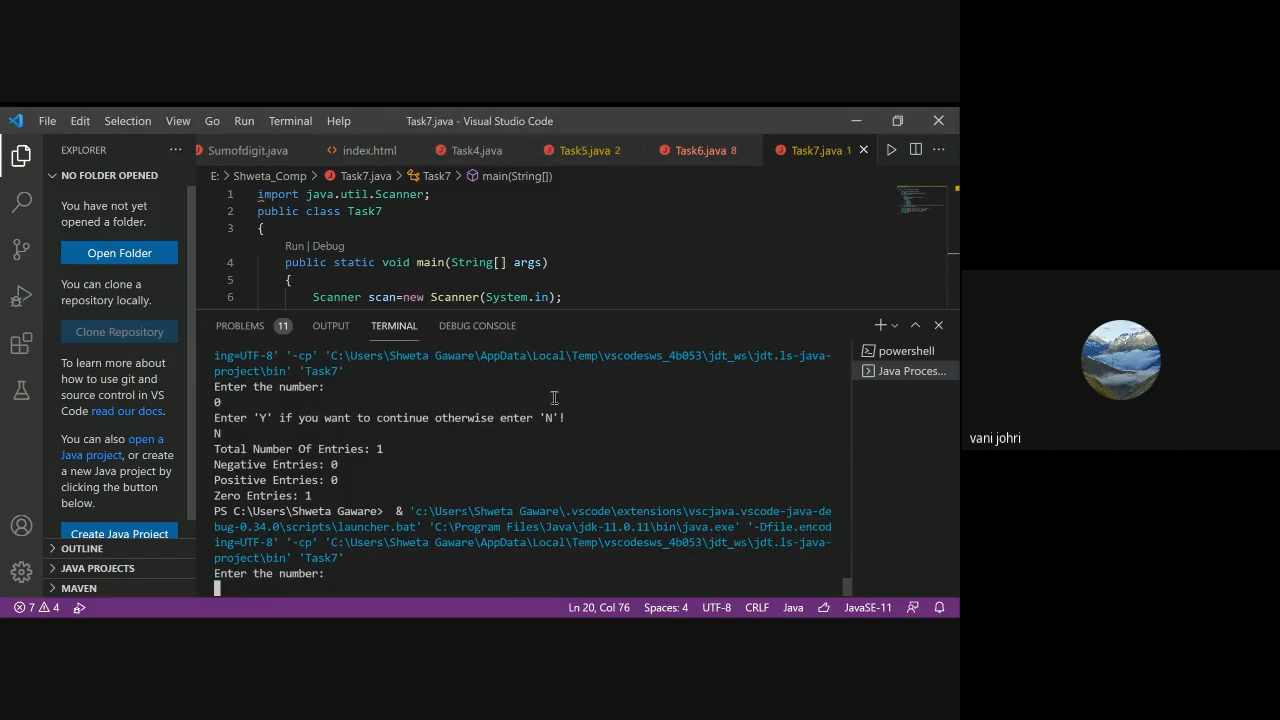 File Edit Selection View Go Run Terminal Help
Task7.java - Visual Studio Code
EXPLORER
Sumofdigit.java
index.html
Task4.java
Task5.java 2
Task6.java 8
Task7.java 1
NO FOLDER OPENED
E: > Shweta_Comp > Task7.java > Task7 > main(String[])
You have not yet
opened a folder.
Open Folder
You can clone a
repository locally.
Clone Repository
To learn more about
how to use git and
source control in VS
Code read our docs.
You can also open a
Java project, or create
a new Java project by
clicking the button
below.
Create Java Project
OUTLINE
JAVA PROJECTS
MAVEN
1 import java.util.Scanner;
2 public class Task7
3 {
Run | Debug
4 public static void main(String[] args)
5 {
6 Scanner scan=new Scanner(System.in);
PROBLEMS 11 OUTPUT TERMINAL DEBUG CONSOLE
powershell
Java Proces...
ing=UTF-8' '-cp' 'C:\Users\Shweta Gaware\AppData\Local\Temp\vscodesws_4b053\jdt_ws\jdt.ls-java-
project\bin' 'Task7'
Enter the number:
0
Enter 'Y' if you want to continue otherwise enter 'N'!
N
Total Number Of Entries: 1
Negative Entries: 0
Positive Entries: 0
Zero Entries: 1
PS C:\Users\Shweta Gaware> & 'c:\Users\Shweta Gaware\.vscode\extensions\vscjava.vscode-java-de
bug-0.34.0\scripts\launcher.bat' 'C:\Program Files\Java\jdk-11.0.11\bin\java.exe' '-Dfile.encod
ing=UTF-8' '-cp' 'C:\Users\Shweta Gaware\AppData\Local\Temp\vscodesws_4b053\jdt_ws\jdt.ls-java-
project\bin' 'Task7'
Enter the number:
7 4
Ln 20, Col 76 Spaces: 4 UTF-8 CRLF Java JavaSE-11
vani johri